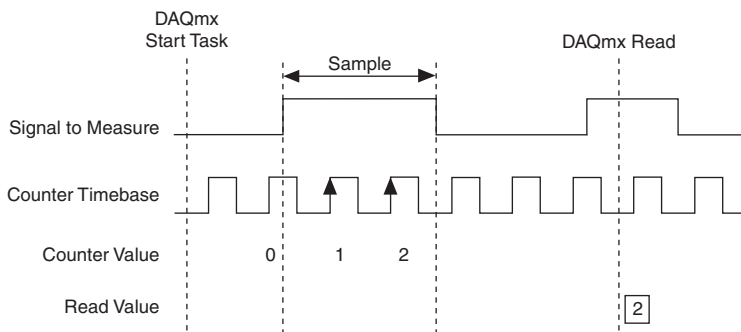 DAQmx
Start Task
DAQmx Read
Sample
Signal to Measure
Counter Timebase
Counter Value 0 1 2
Read Value 2